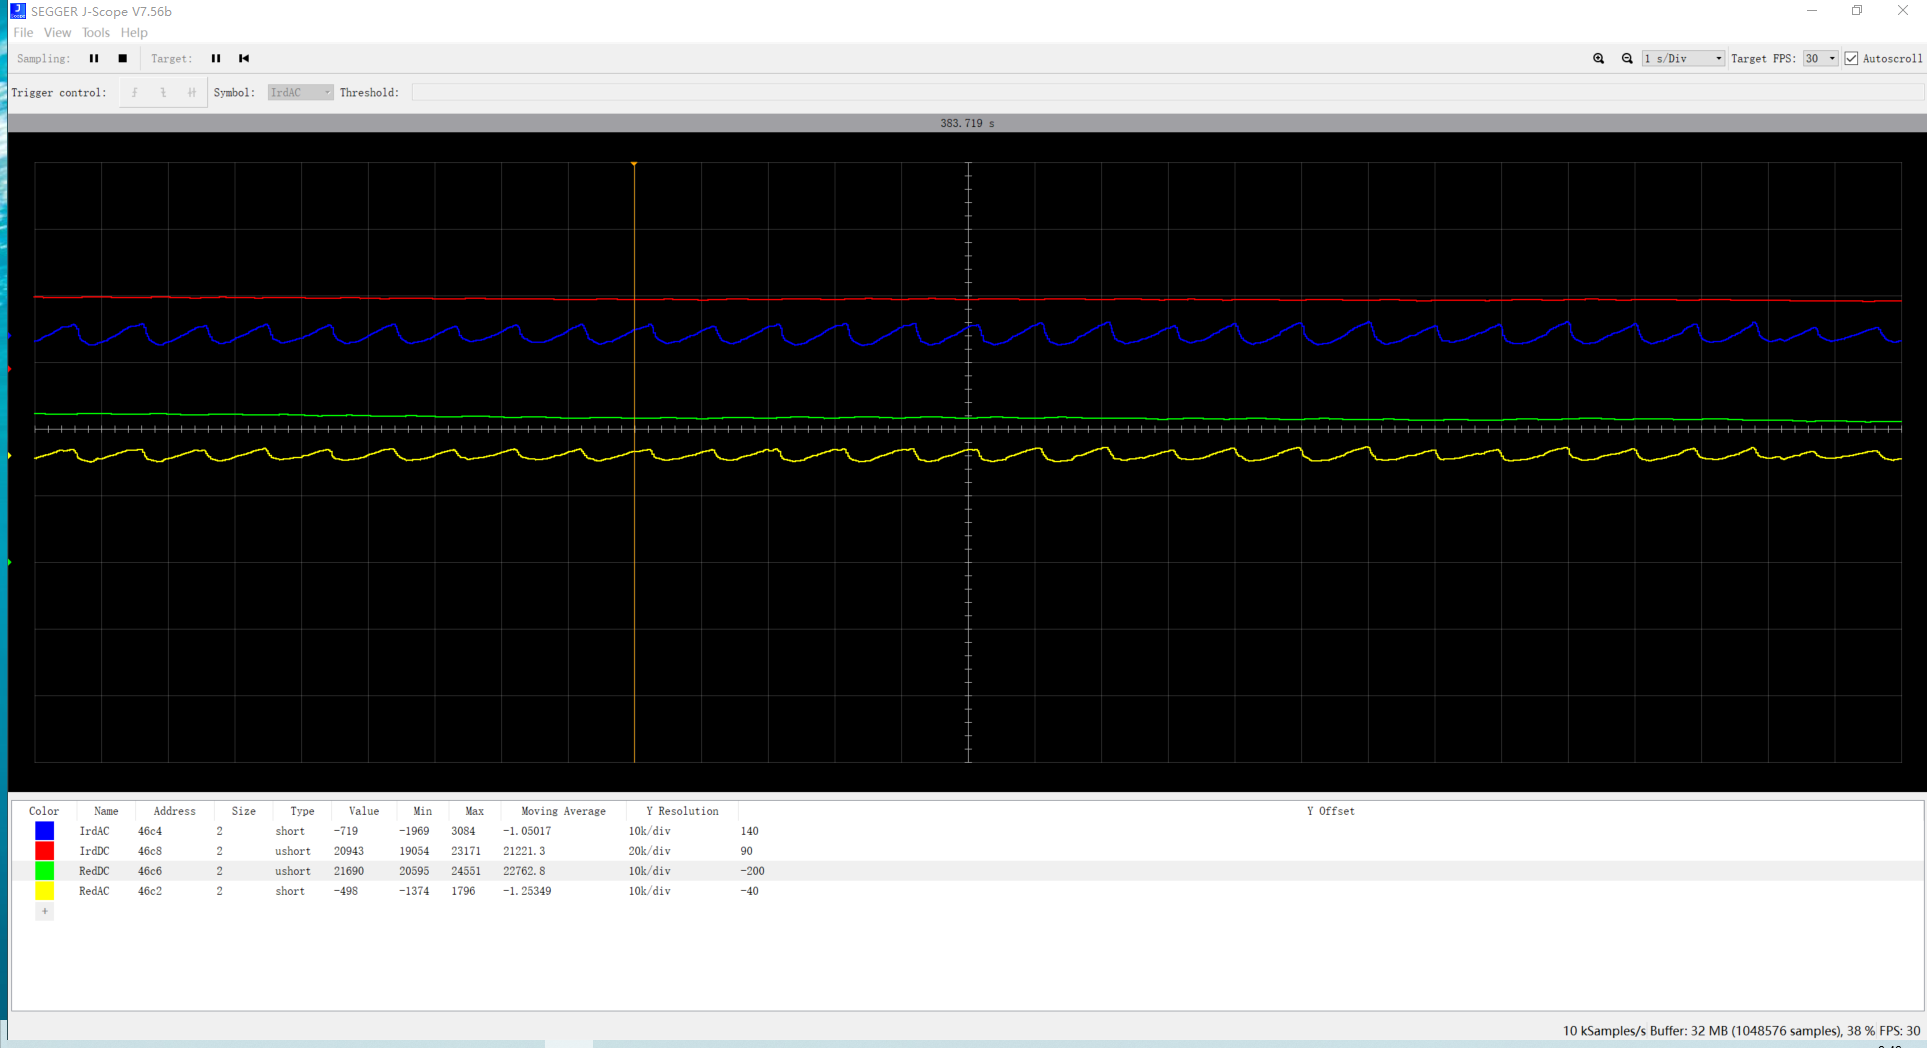 SEGGER J-Scope V7.56b
File View Tools Help
Sampling: Target: 1 s/Div Target FPS: 30 Autoscroll
Trigger control: Symbol: IrdAC Threshold:
383.719 s
Color Name Address Size Type Value Min Max Moving Average Y Resolution Y Offset
IrdAC 46c4 2 short -719 -1969 3084 -1.05017 10k/div 140
IrdDC 46c8 2 ushort 20943 19054 23171 21221.3 20k/div 90
RedDC 46c6 2 ushort 21690 20595 24551 22762.8 10k/div -200
RedAC 46c2 2 short -498 -1374 1796 -1.25349 10k/div -40
+
10 kSamples/s Buffer: 32 MB (1048576 samples), 38 % FPS: 30